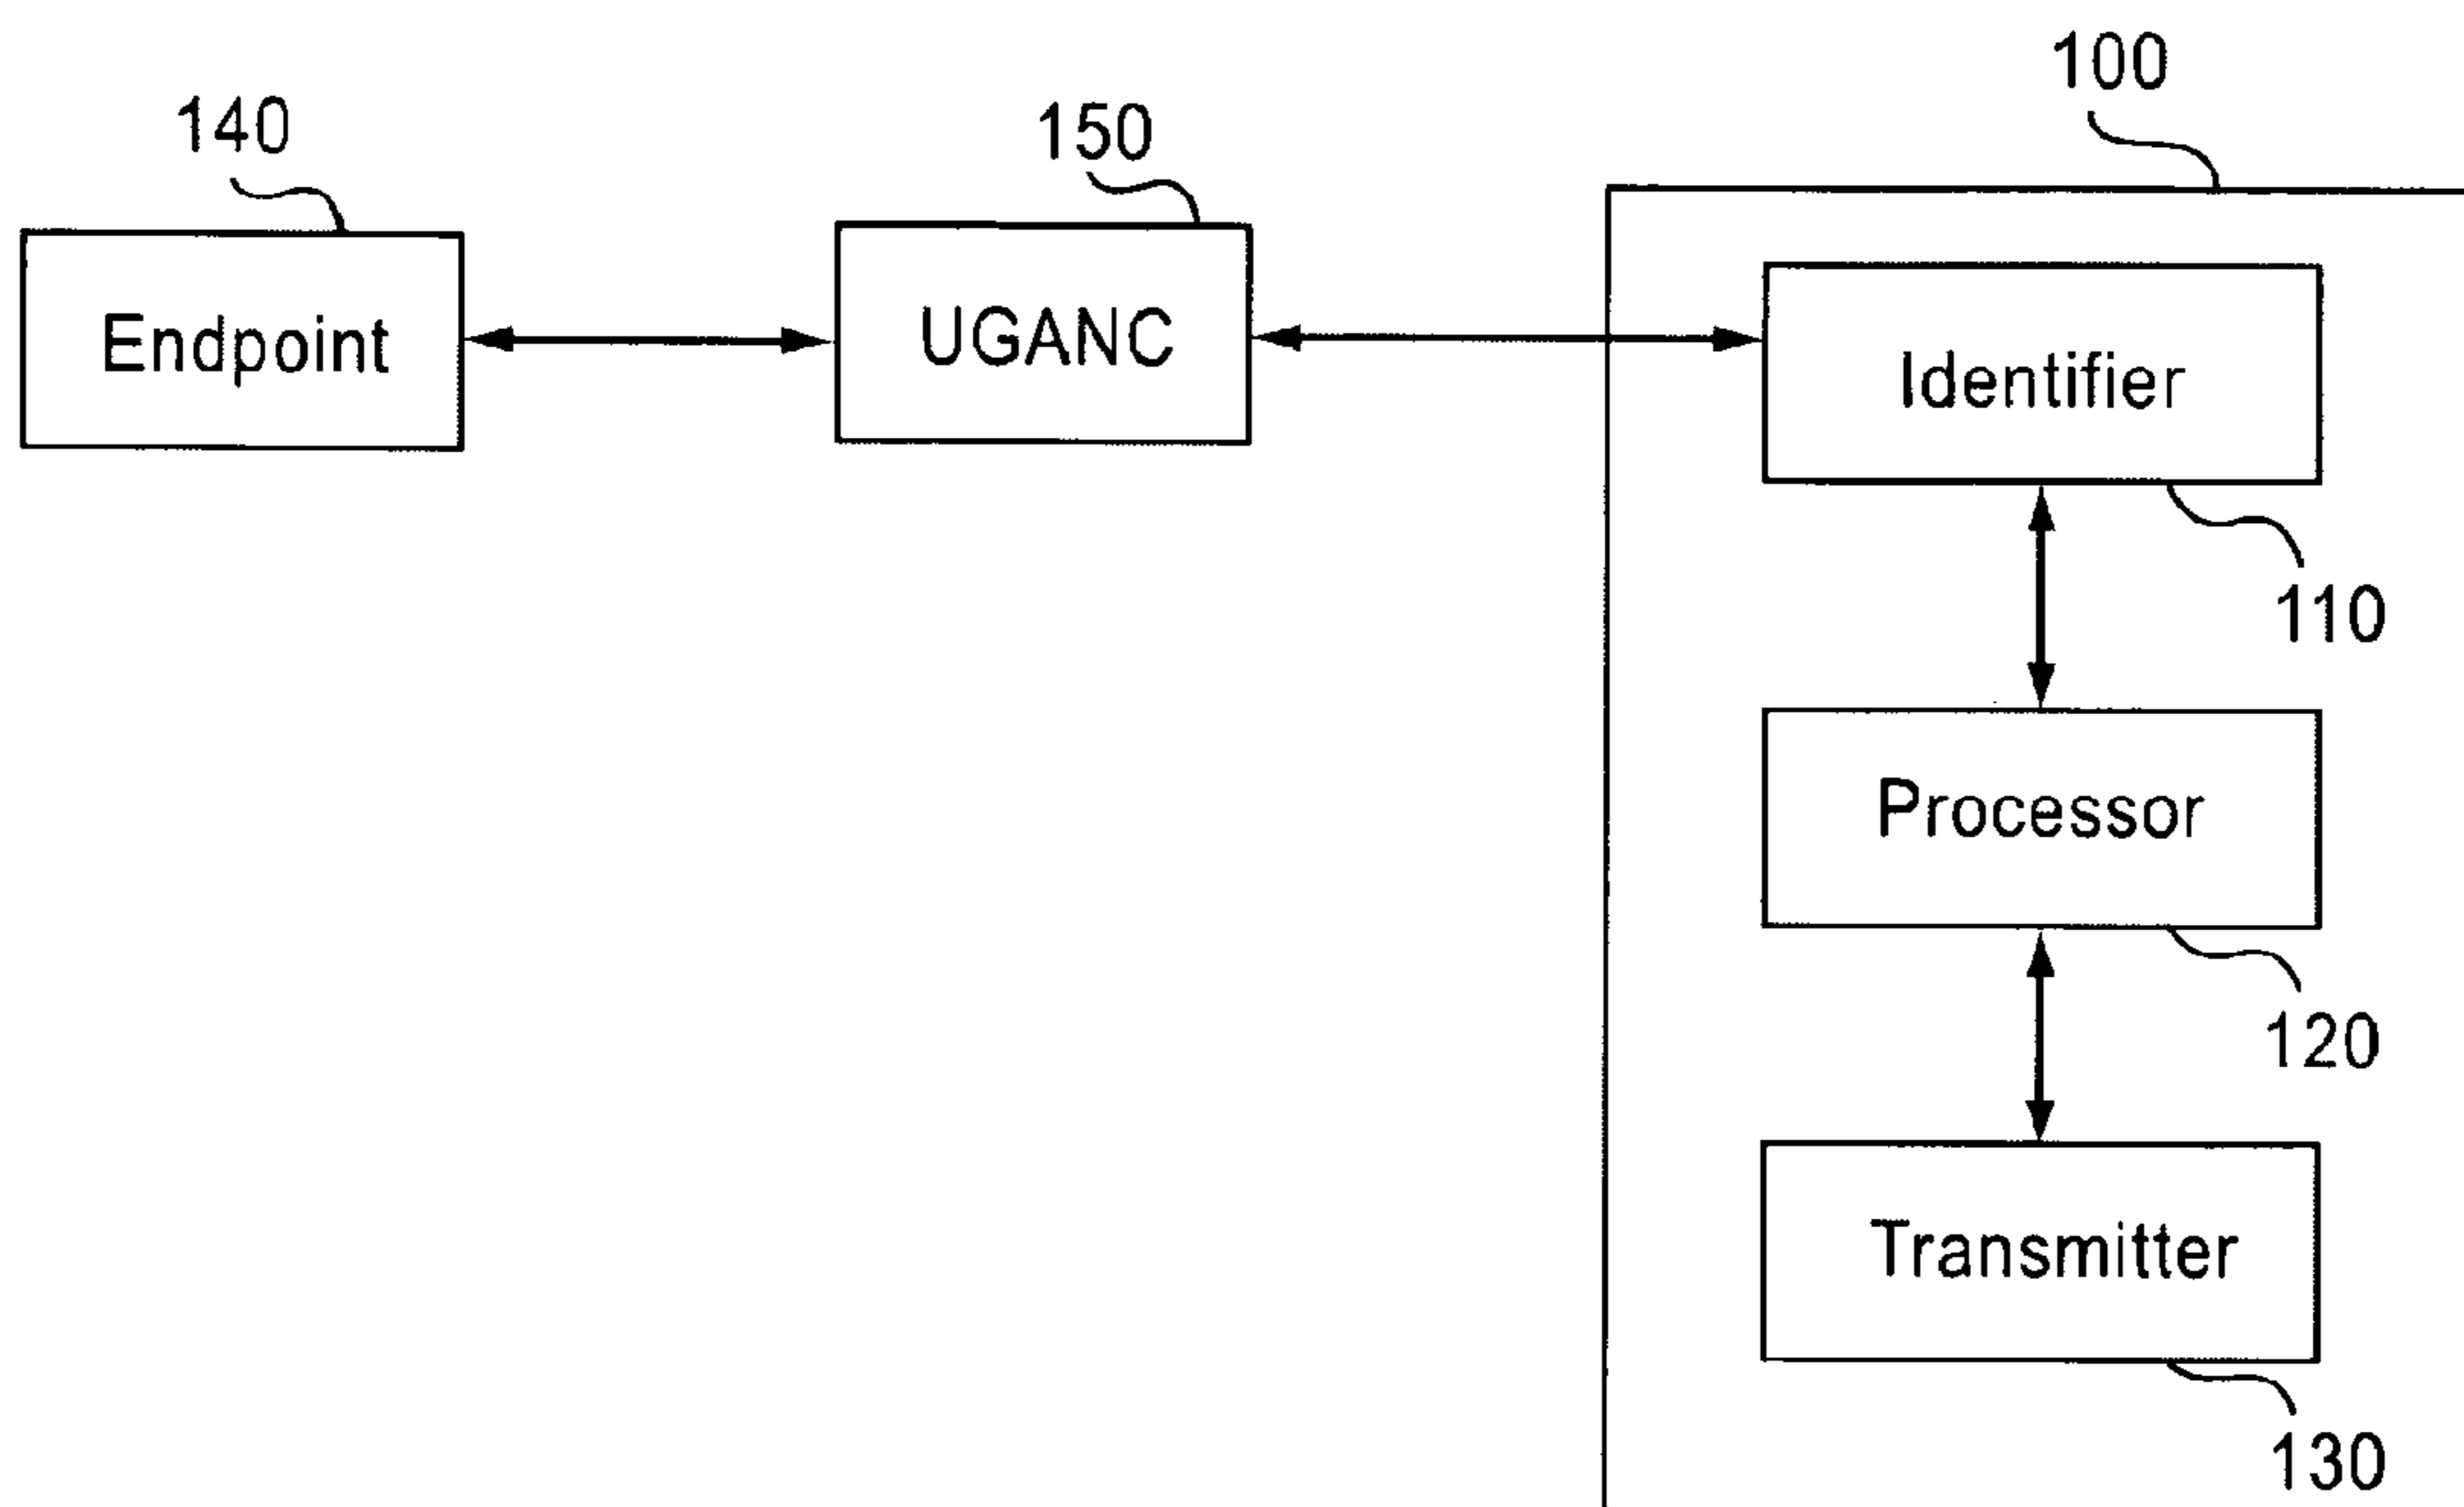 100
140
150
Endpoint
UGANC
Identifier
110
Processor
120
Transmitter
130